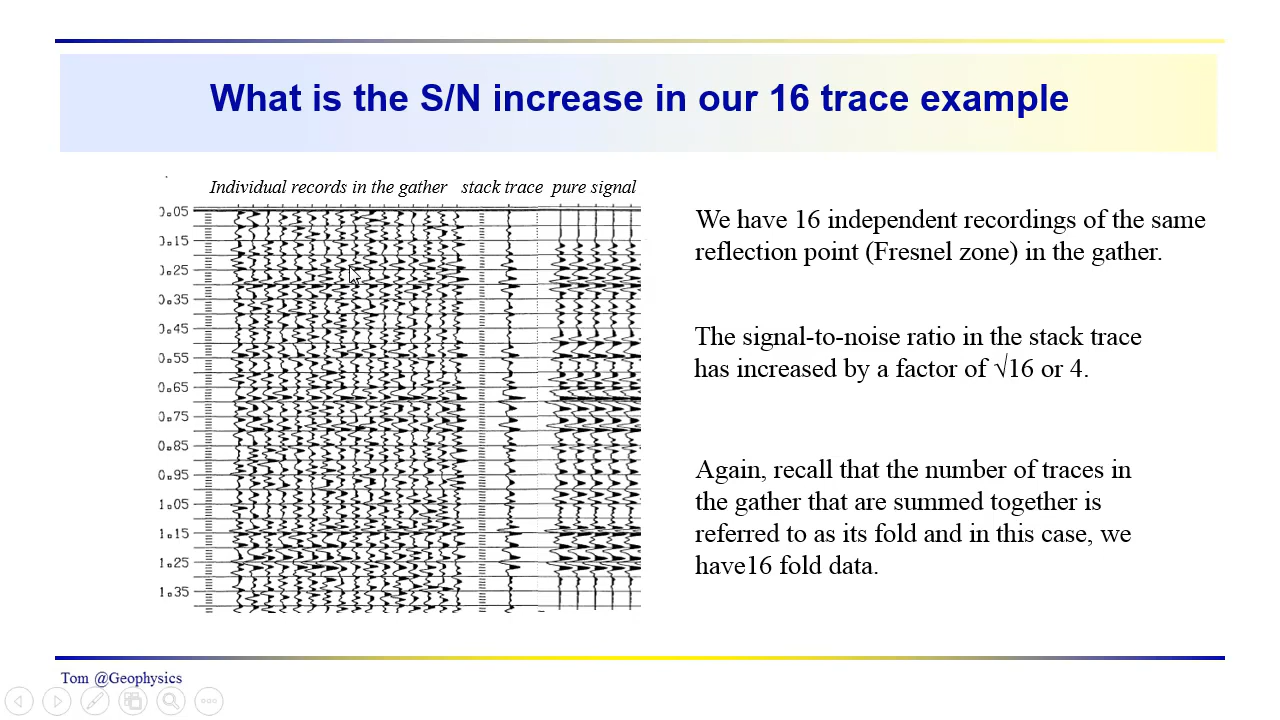 What is the S/N increase in our 16 trace example
Individual records in the gather stack trace pure signal
0.05
0.15
0.25
0.35
0.45
0.55
0.65
0.75
0.85
0.95
1.05
1.15
1.25
1.35
We have 16 independent recordings of the same
reflection point (Fresnel zone) in the gather.
The signal-to-noise ratio in the stack trace
has increased by a factor of √16 or 4.
Again, recall that the number of traces in
the gather that are summed together is
referred to as its fold and in this case, we
have16 fold data.
Tom @Geophysics